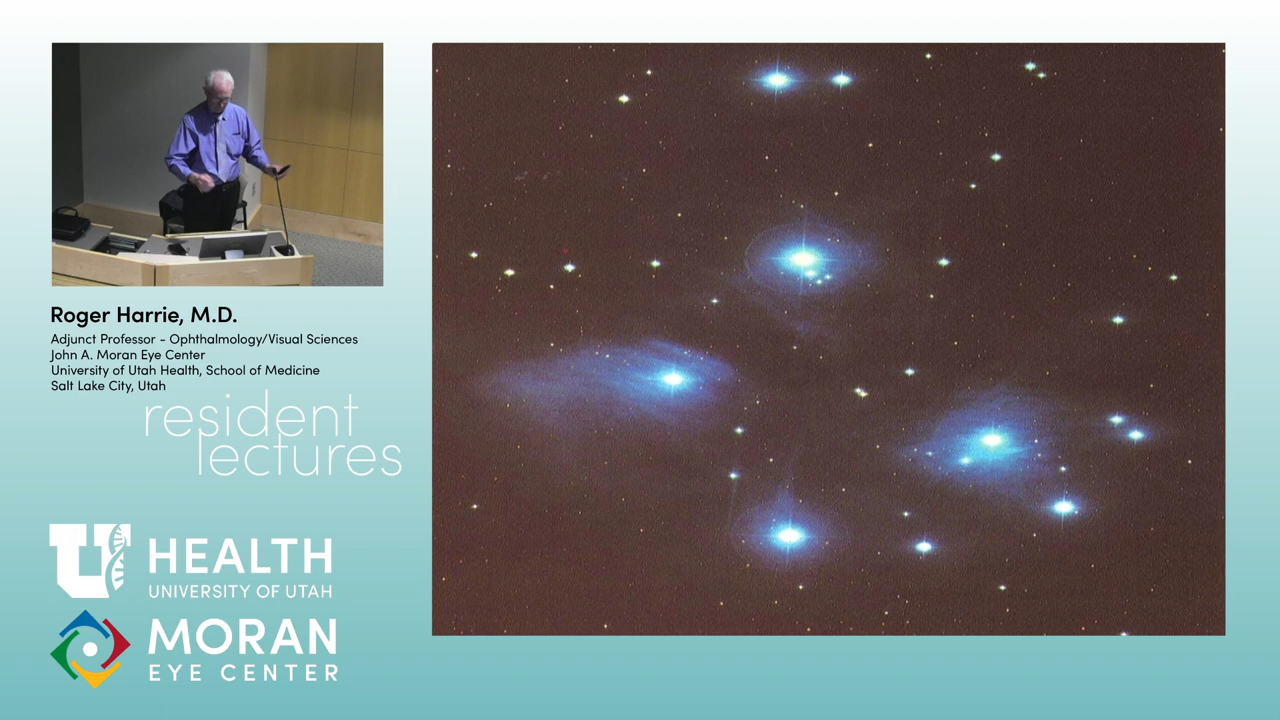 Roger Harrie, M.D.
Adjunct Professor - Ophthalmology/Visual Sciences
John A. Moran Eye Center
University of Utah Health, School of Medicine
Salt Lake City, Utah
resident
lectures
U HEALTH
UNIVERSITY OF UTAH
MORAN
EYE CENTER